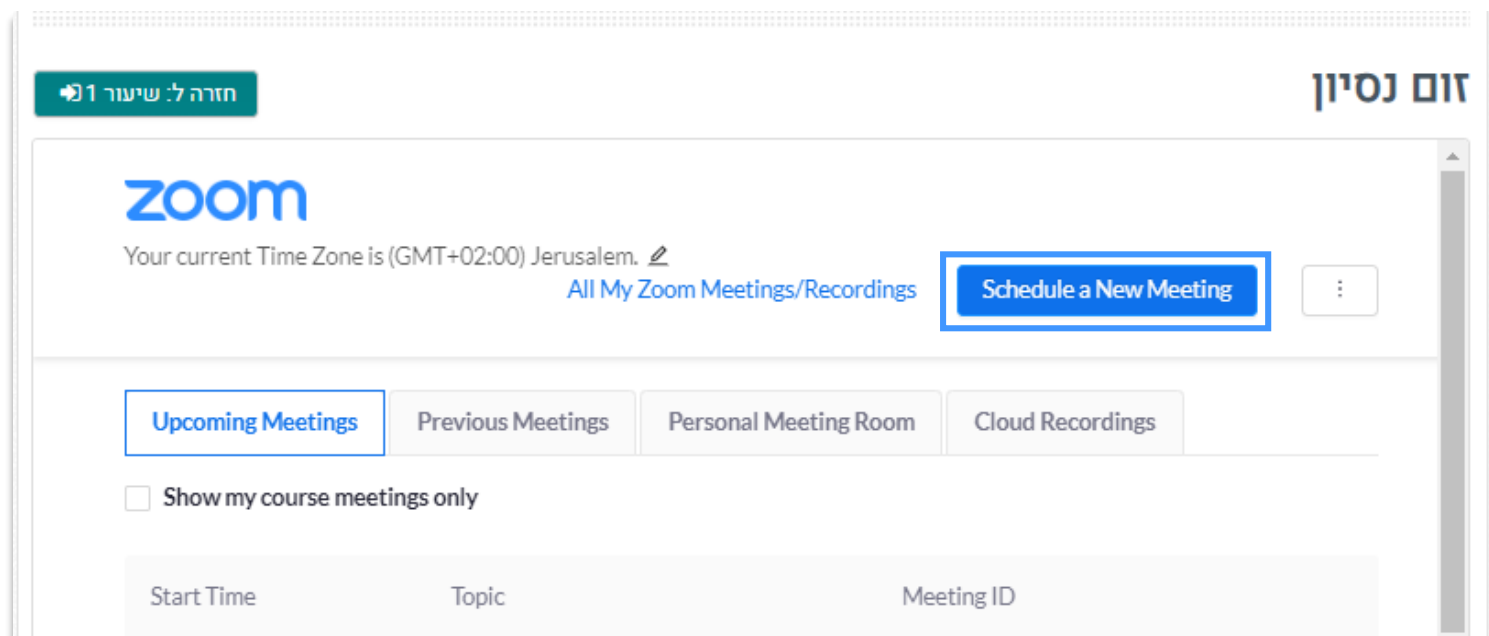 זום נסיון
חזרה ל: שיעור 1
zoom
Your current Time Zone is (GMT+02:00) Jerusalem.
All My Zoom Meetings/Recordings
Schedule a New Meeting
Upcoming Meetings
Previous Meetings
Personal Meeting Room
Cloud Recordings
Show my course meetings only
Start Time
Topic
Meeting ID